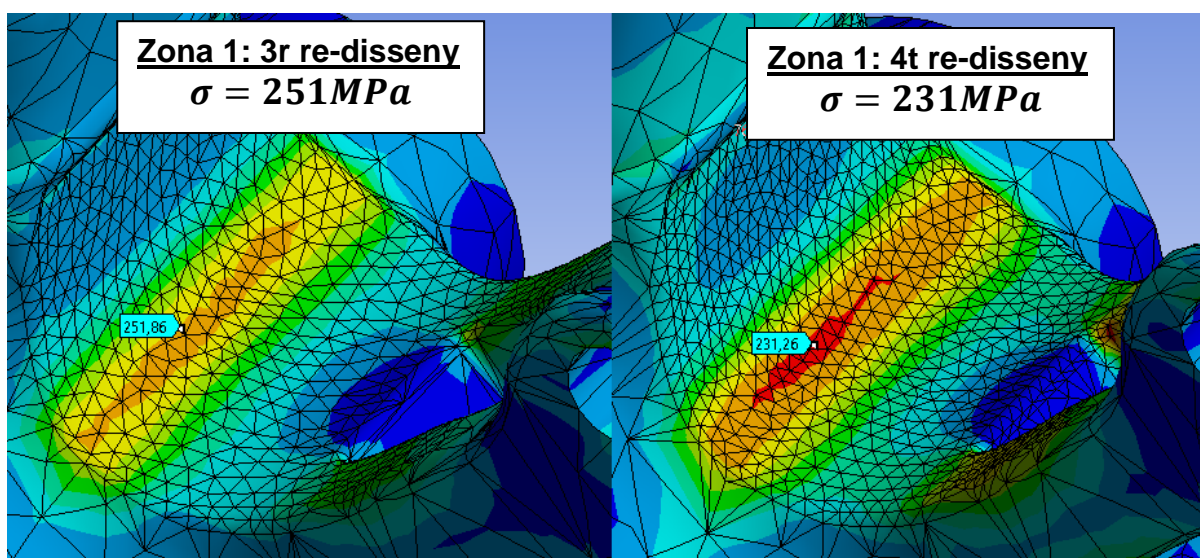 Zona 1: 3r re-disseny
σ = 251MPa
251,86
Zona 1: 4t re-disseny
σ = 231MPa
231,26